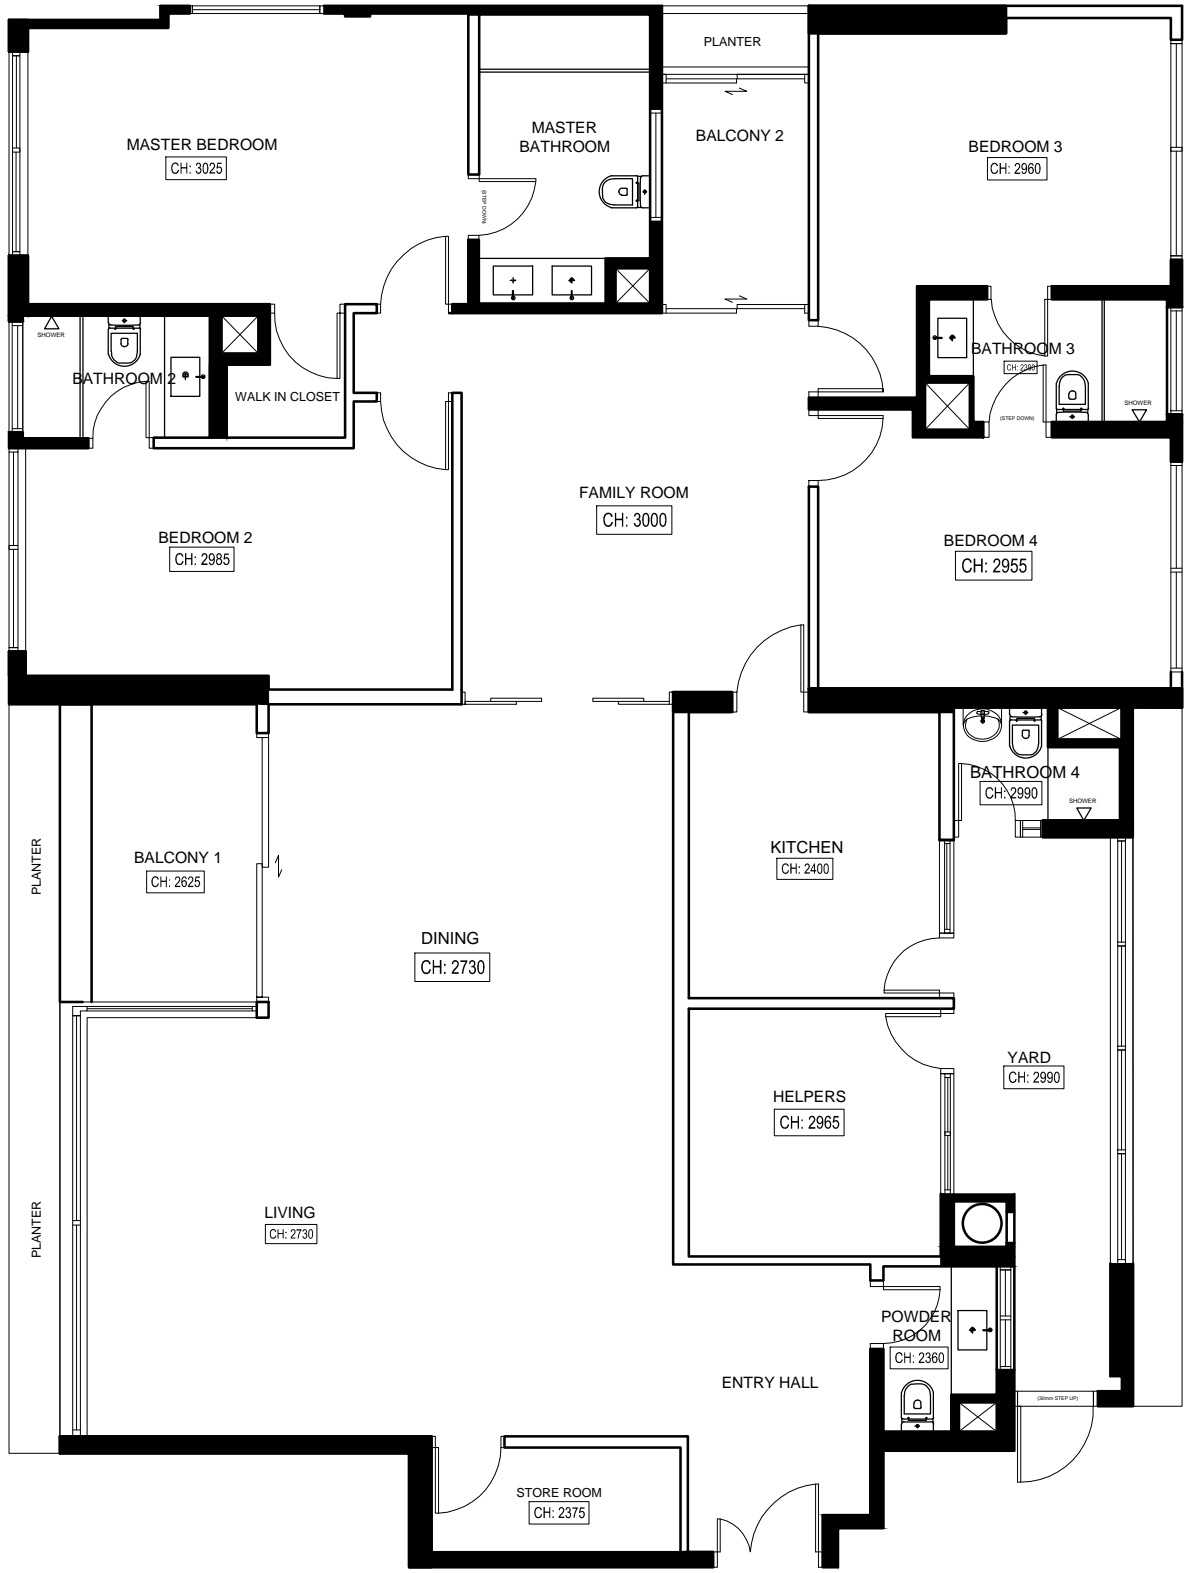 PLANTER
MASTER BEDROOM
CH: 3025
MASTER
BATHROOM
BALCONY 2
BEDROOM 3
CH: 2960
(STEP DOWN)
SHOWER
BATHROOM 2
WALK IN CLOSET
BATHROOM 3
SHOWER
(STEP DOWN)
FAMILY ROOM
CH: 3000
BEDROOM 2
CH: 2985
BEDROOM 4
CH: 2955
BATHROOM 4
CH: 2990
SHOWER
PLANTER
BALCONY 1
CH: 2625
KITCHEN
CH: 2400
DINING
CH: 2730
YARD
CH: 2990
HELPERS
CH: 2965
PLANTER
LIVING
CH: 2730
POWDER
ROOM
CH: 2360
ENTRY HALL
(30mm STEP UP)
STORE ROOM
CH: 2375